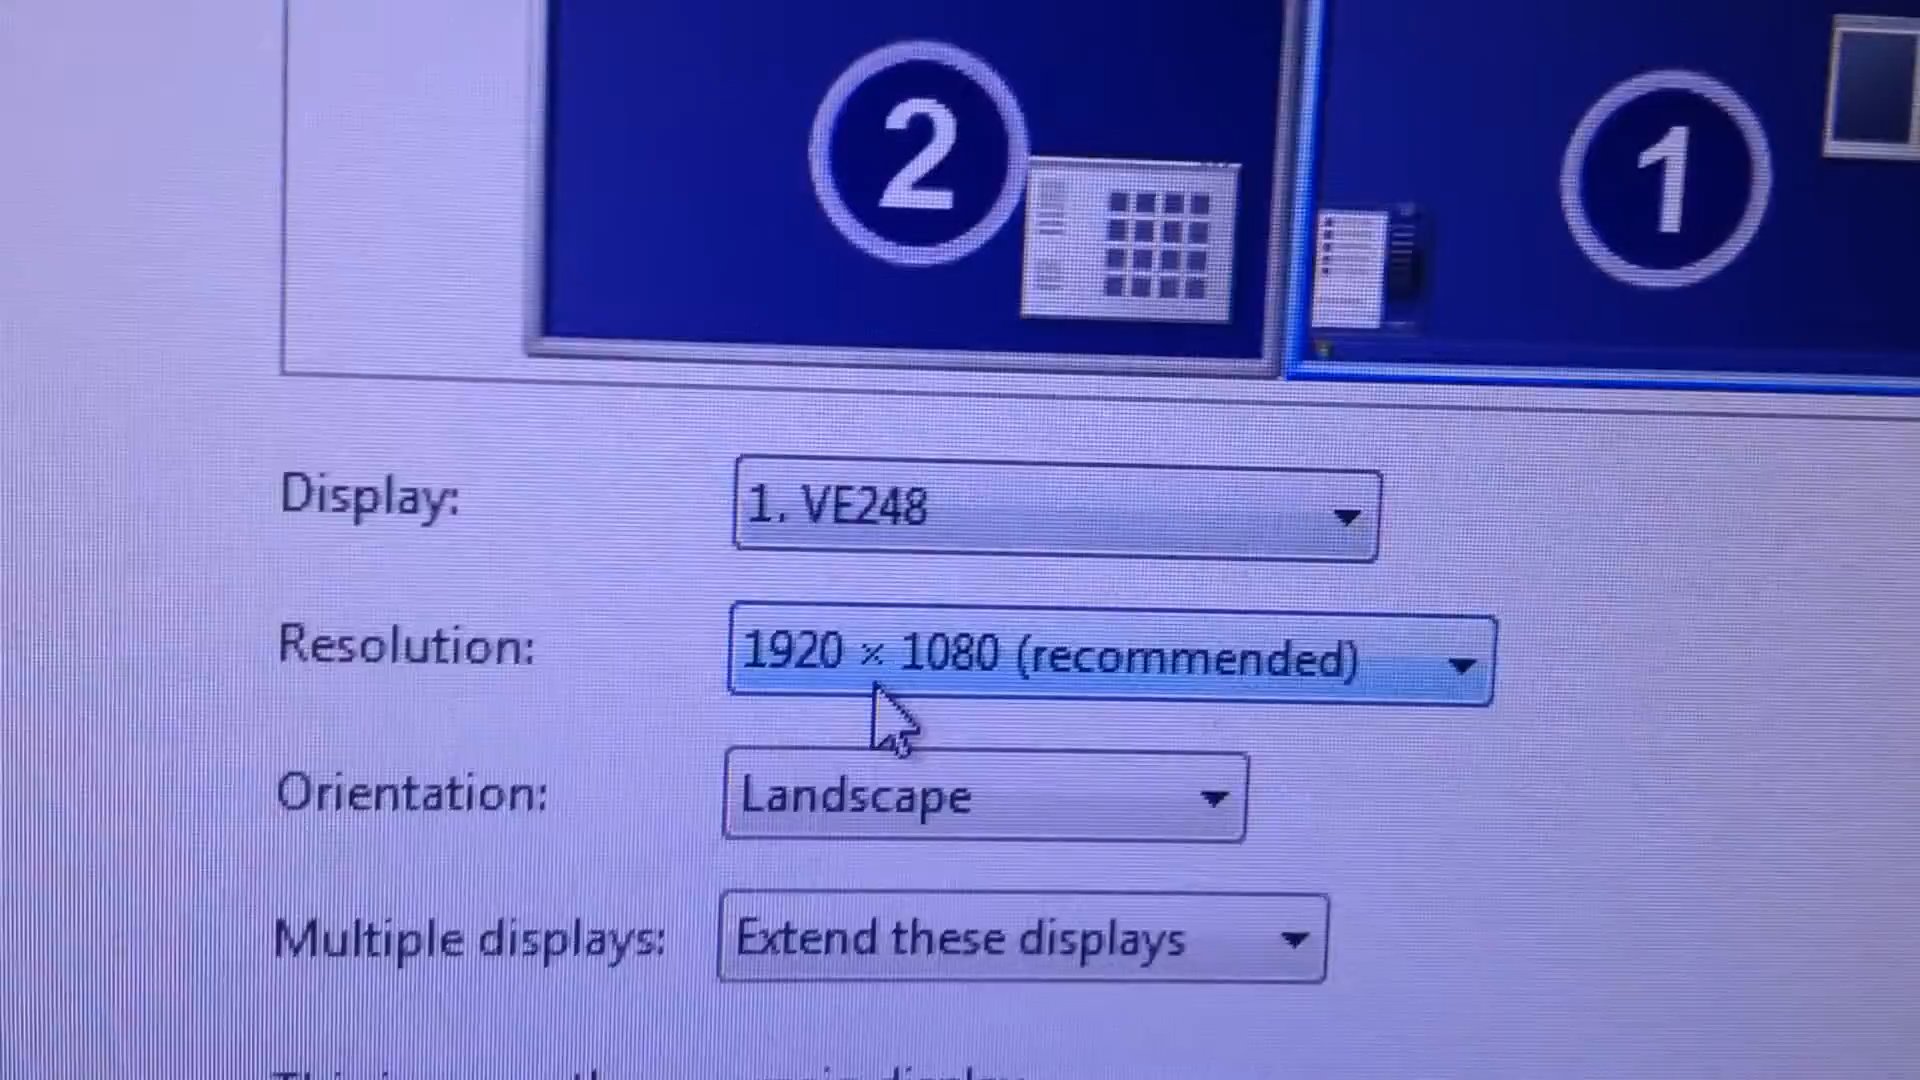 2
1
Display: 1. VE248
Resolution: 1920 × 1080 (recommended)
Orientation: Landscape
Multiple displays: Extend these displays